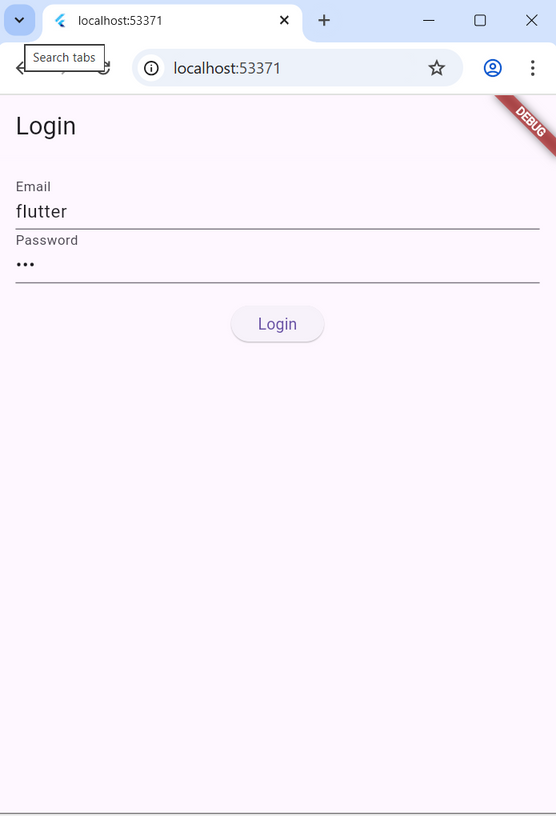 localhost:53371
Search tabs
localhost:53371
DEBUG
Login
Email
flutter
Password
•••
Login